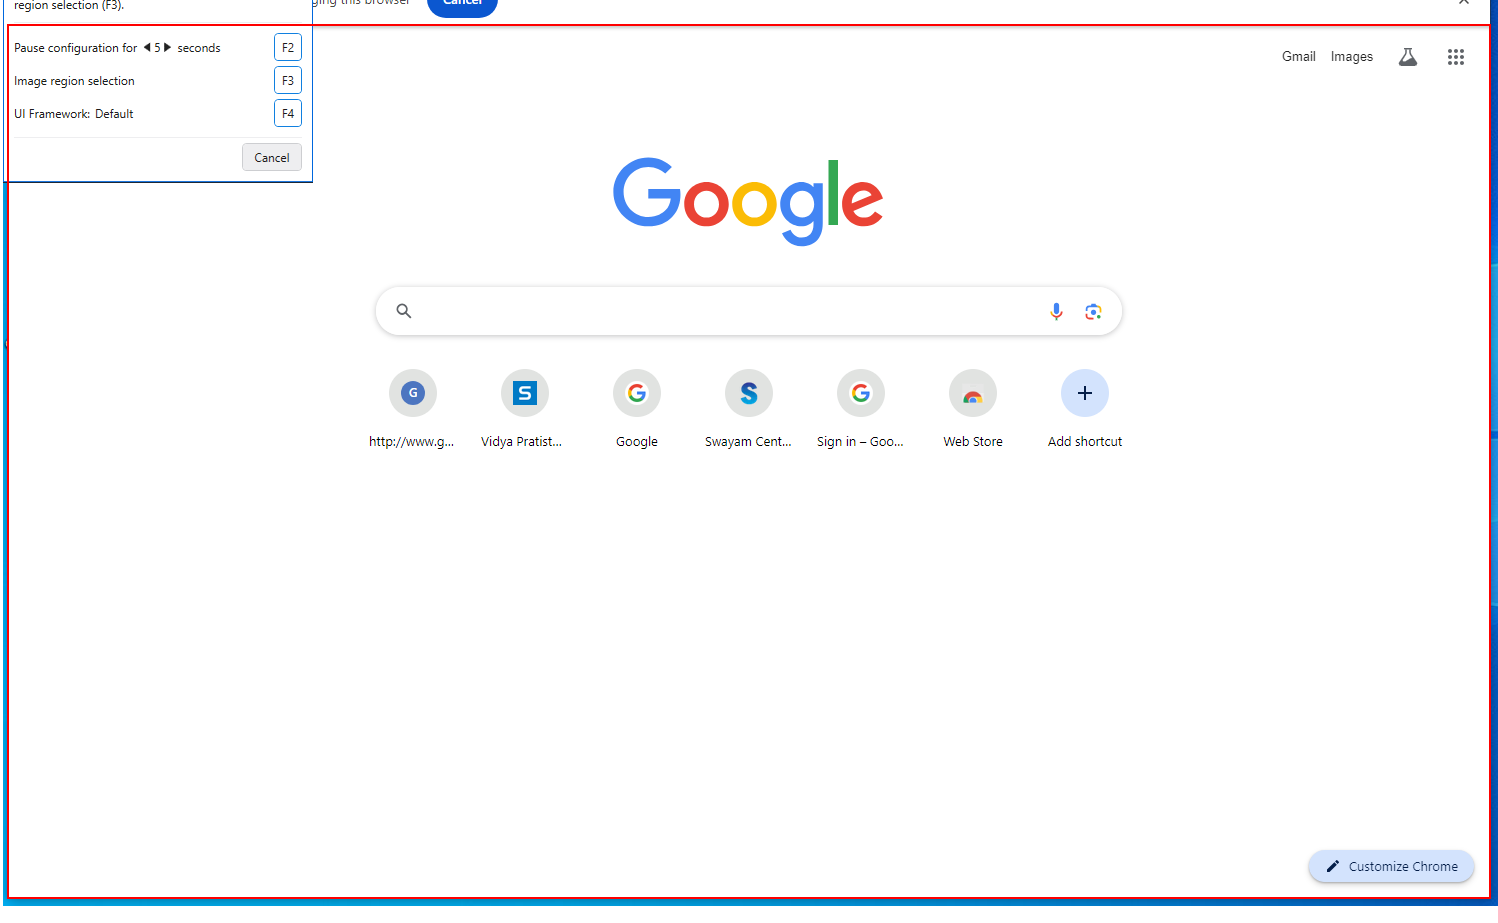 region selection (F3).
ging this browser
Cancel
Pause configuration for 5 seconds
F2
Image region selection
F3
UI Framework: Default
F4
Cancel
Gmail
Images
Google
G
S
G
S
G
http://www.g...
Vidya Pratist...
Google
Swayam Cent...
Sign in – Goo...
Web Store
Add shortcut
Customize Chrome